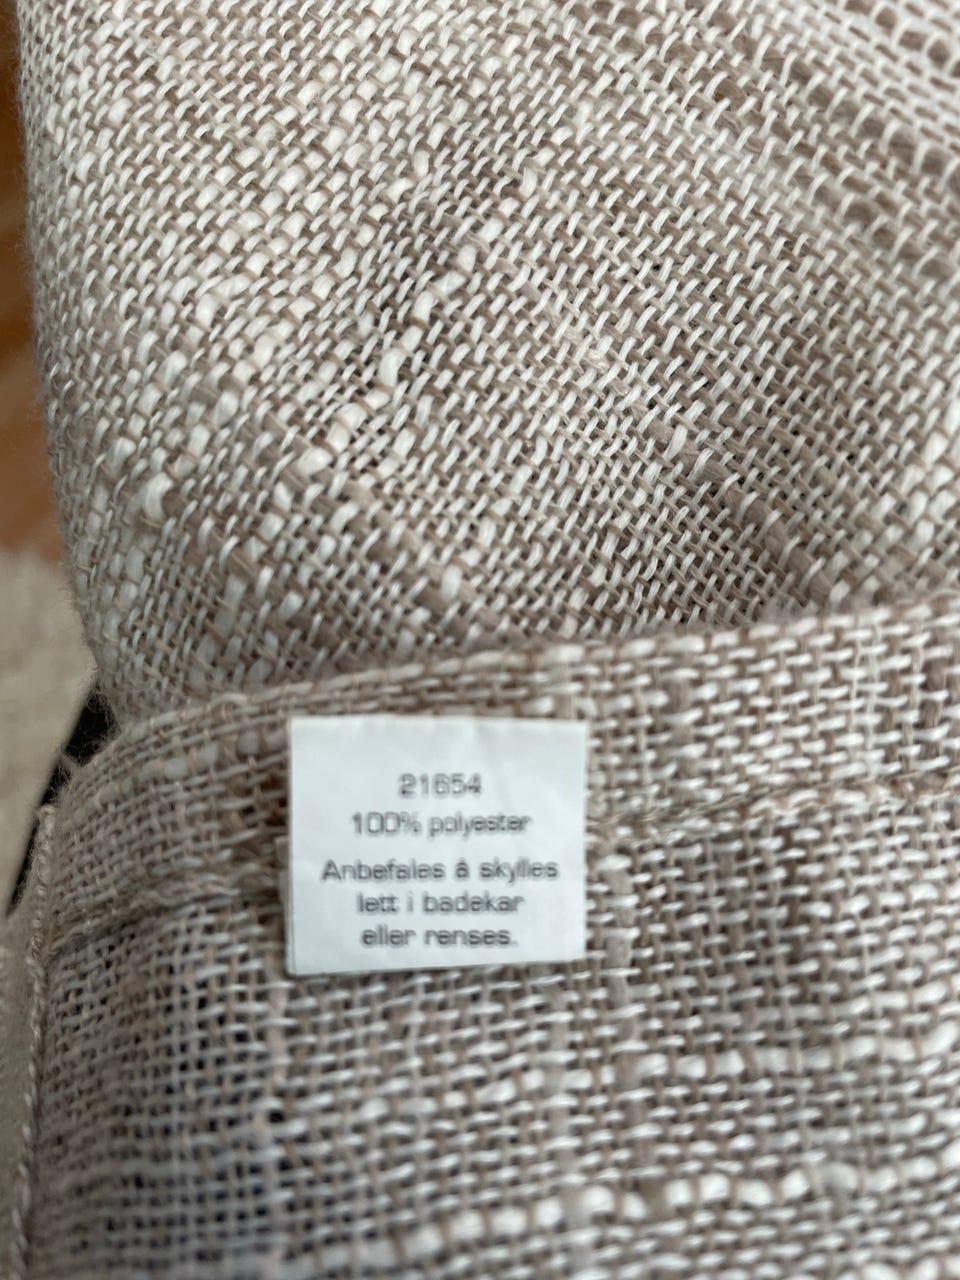 21654
100% polyester
Anbefales å skylles
lett i badekar
eller renses.